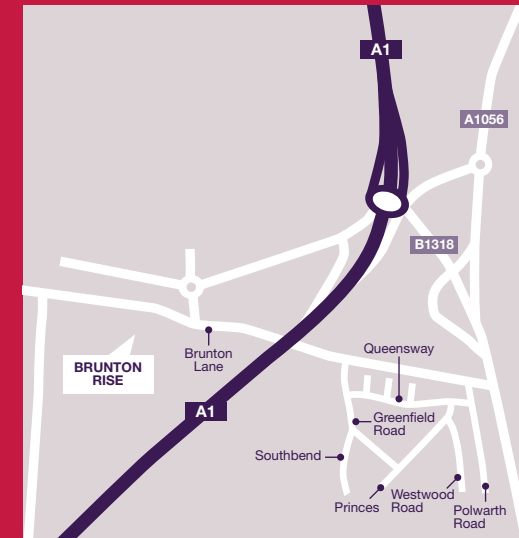 A1
A1056
B1318
Brunton
Lane
Queensway
BRUNTON
RISE
A1
Greenfield
Road
Southbend
Princes
Westwood
Road
Polwarth
Road